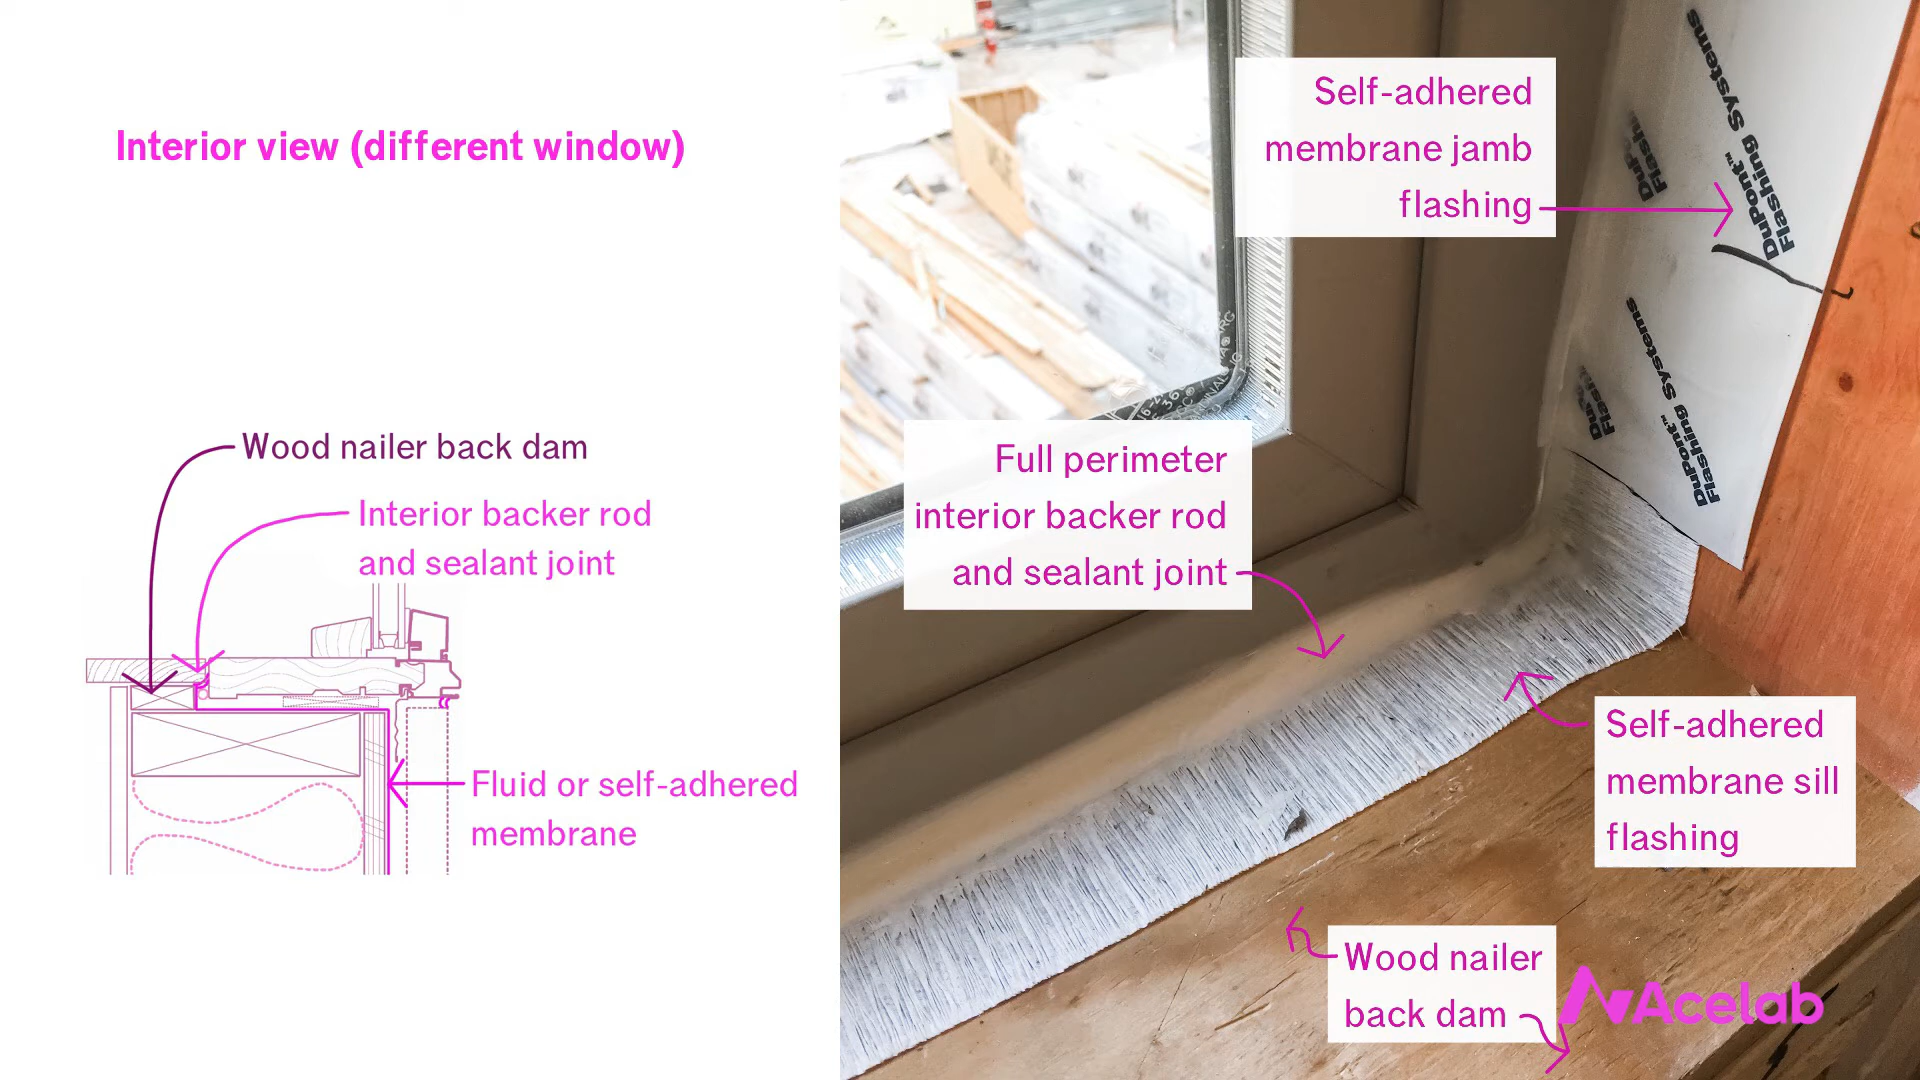 Interior view (different window)
Wood nailer back dam
Interior backer rod
and sealant joint
Fluid or self-adhered
membrane
Self-adhered
membrane jamb
flashing
Full perimeter
interior backer rod
and sealant joint
Self-adhered
membrane sill
flashing
Wood nailer
back dam
Acelab
DuPont™
Flashing Systems
DuPont™
Flashing Systems